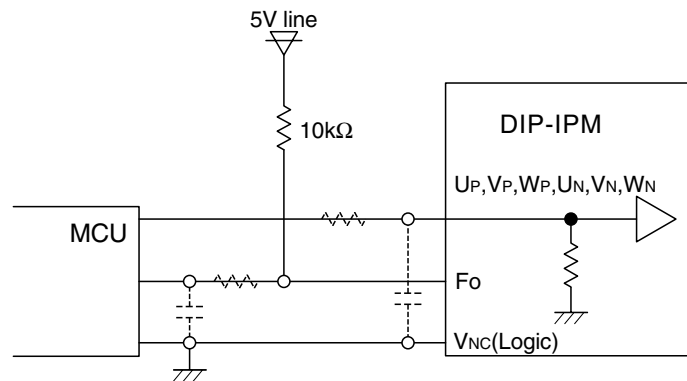 5V line
10kΩ
DIP-IPM
UP,VP,WP,UN,VN,WN
MCU
Fo
VNC(Logic)